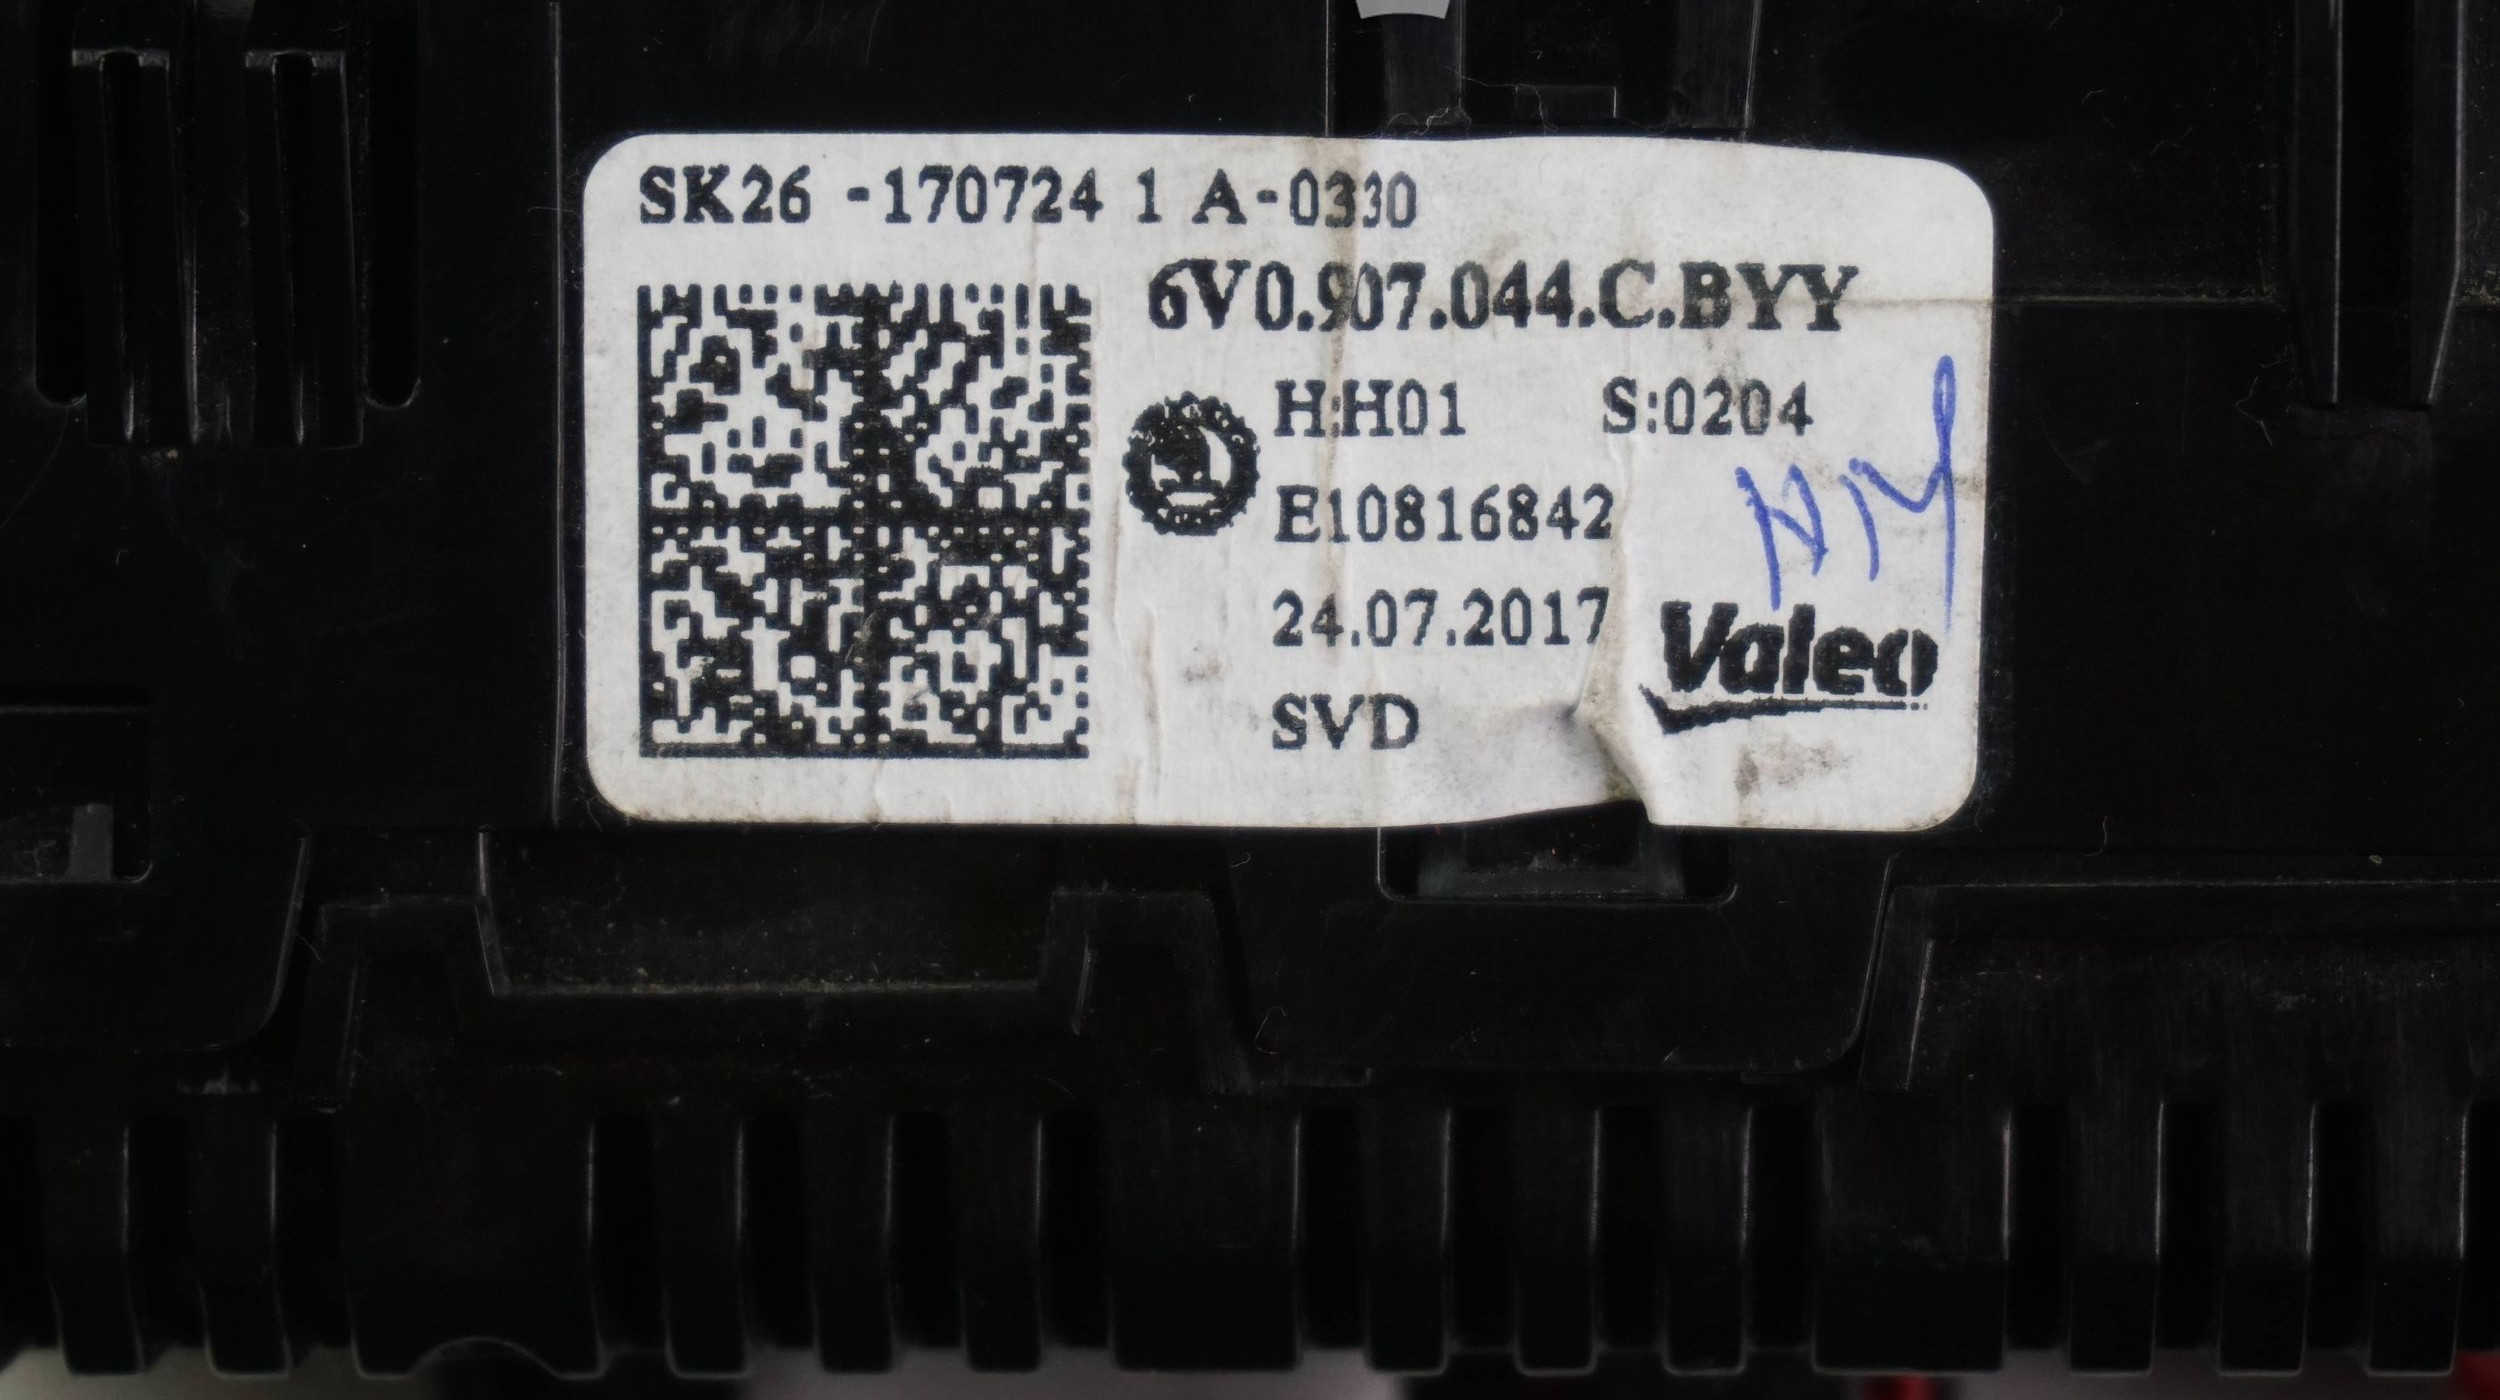 SK26 -170724 1 A-0330
6V0.907.044.C.BYY
H:H01 S:0204
E10816842
24.07.2017
SVD
Valeo